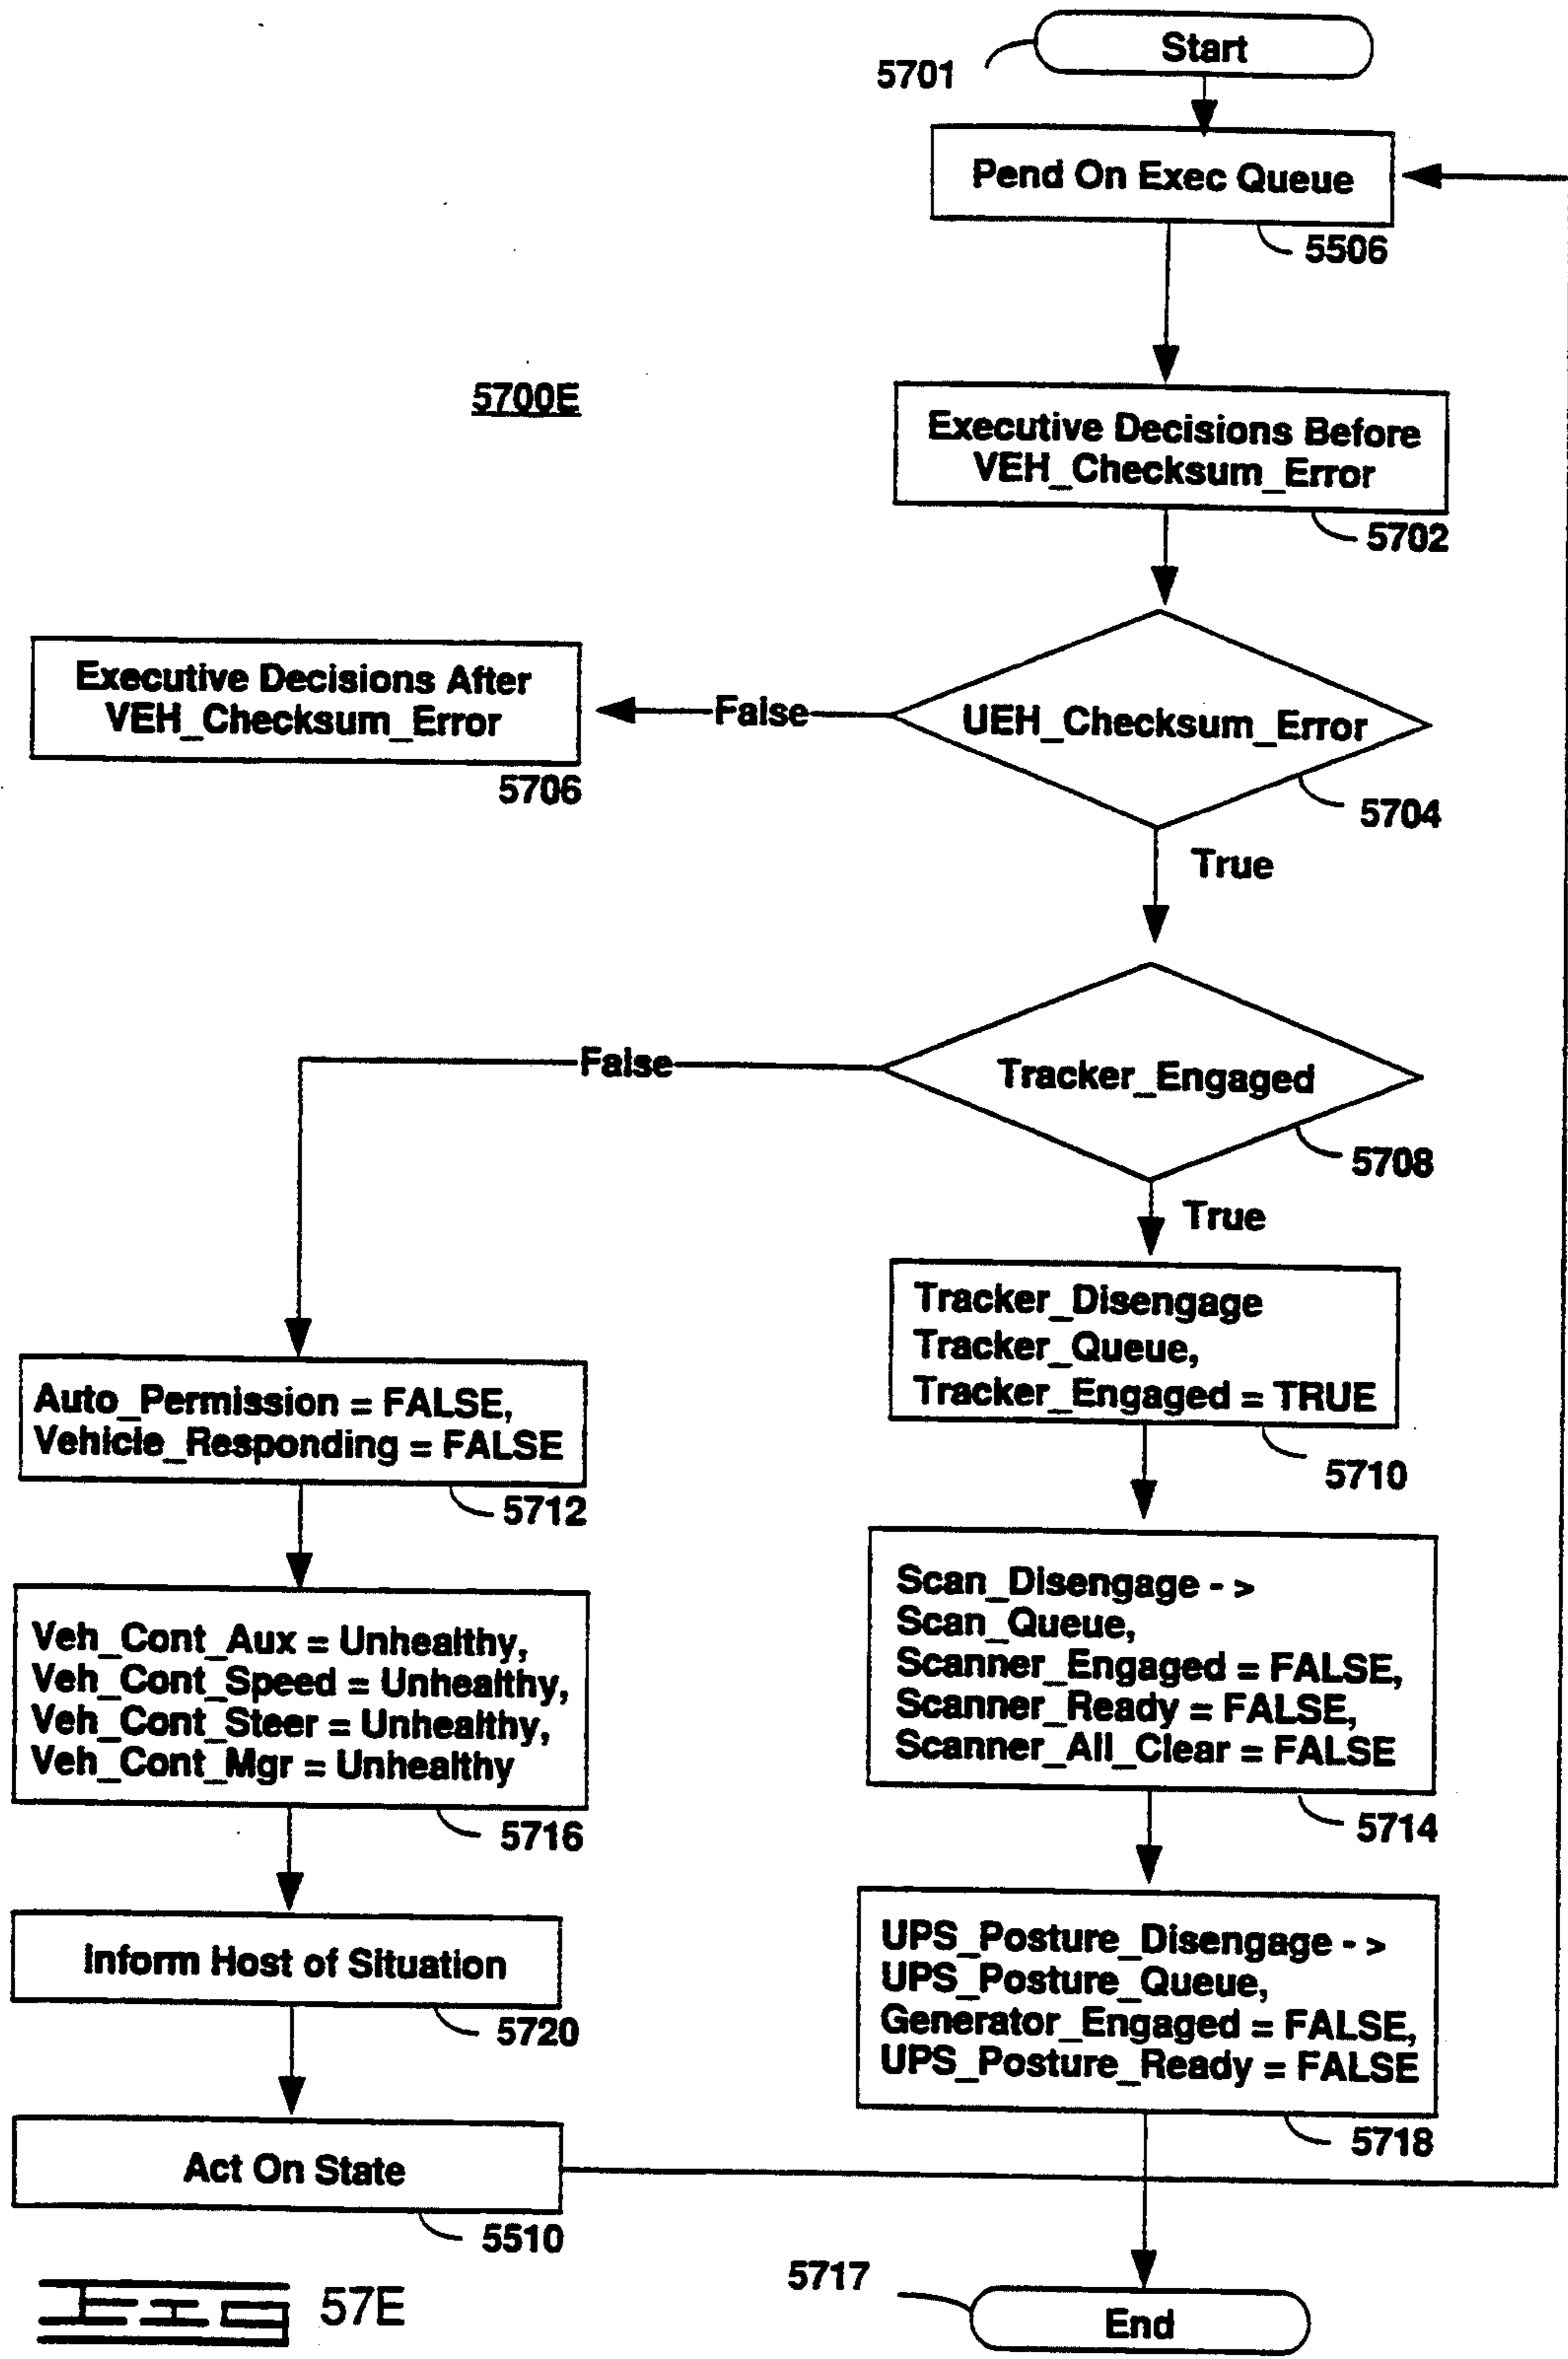 Start
5701
Pend On Exec Queue
5506
5700E
Executive Decisions Before
VEH_Checksum_Error
5702
Executive Decisions After
VEH_Checksum_Error
5706
False
UEH_Checksum_Error
5704
True
False
Tracker_Engaged
5708
True
Tracker_Disengage
Tracker_Queue,
Tracker_Engaged = TRUE
5710
Auto_Permission = FALSE,
Vehicle_Responding = FALSE
5712
Scan_Disengage - >
Scan_Queue,
Scanner_Engaged = FALSE,
Scanner_Ready = FALSE,
Scanner_All_Clear = FALSE
5714
Veh_Cont_Aux = Unhealthy,
Veh_Cont_Speed = Unhealthy,
Veh_Cont_Steer = Unhealthy,
Veh_Cont_Mgr = Unhealthy
5716
UPS_Posture_Disengage - >
UPS_Posture_Queue,
Generator_Engaged = FALSE,
UPS_Posture_Ready = FALSE
5718
Inform Host of Situation
5720
Act On State
5510
5717
End
FIG 57E